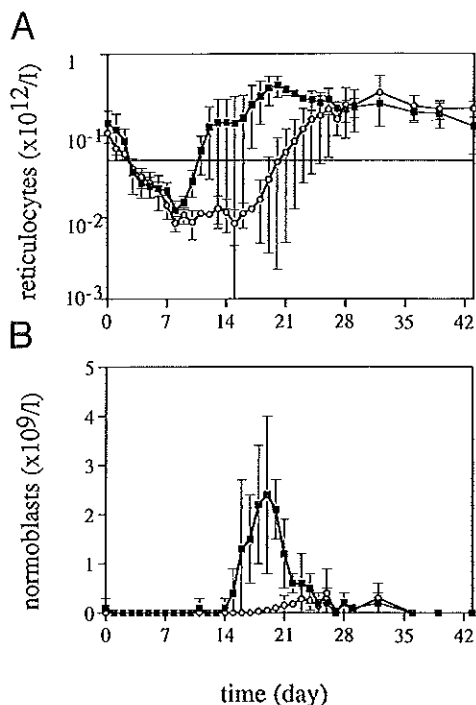 A
reticulocytes (x10¹²/l)
1
10⁻¹
10⁻²
10⁻³
0 7 14 21 28 35 42
B
normoblasts (x10⁹/l)
5
4
3
2
1
0
0 7 14 21 28 36 42
time (day)